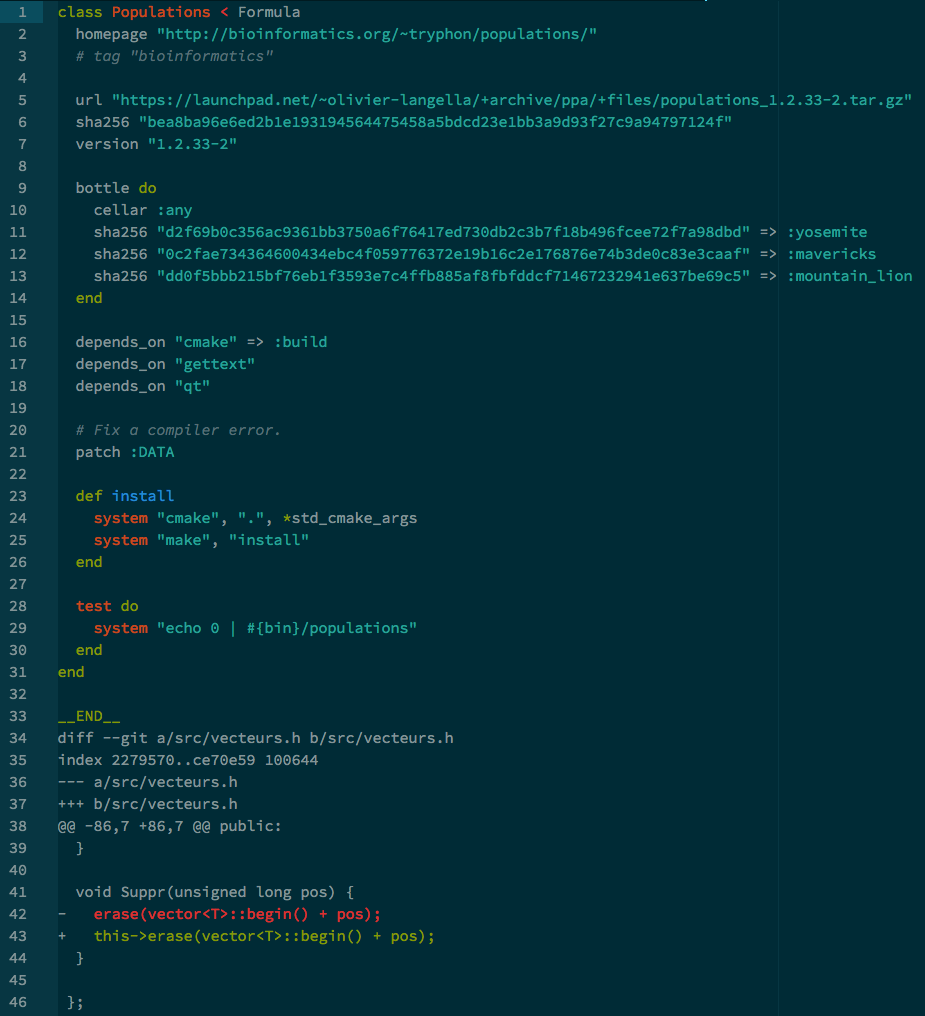 1 class Populations < Formula
2   homepage "http://bioinformatics.org/~tryphon/populations/"
3   # tag "bioinformatics"
4
5   url "https://launchpad.net/~olivier-langella/+archive/ppa/+files/populations_1.2.33-2.tar.gz"
6   sha256 "bea8ba96e6ed2b1e193194564475458a5bdcd23e1bb3a9d93f27c9a94797124f"
7   version "1.2.33-2"
8
9   bottle do
10     cellar :any
11     sha256 "d2f69b0c356ac9361bb3750a6f76417ed730db2c3b7f18b496fcee72f7a98dbd" => :yosemite
12     sha256 "0c2fae734364600434ebc4f059776372e19b16c2e176876e74b3de0c83e3caaf" => :mavericks
13     sha256 "dd0f5bbb215bf76eb1f3593e7c4ffb885af8fbfddcf71467232941e637be69c5" => :mountain_lion
14   end
15
16   depends_on "cmake" => :build
17   depends_on "gettext"
18   depends_on "qt"
19
20   # Fix a compiler error.
21   patch :DATA
22
23   def install
24     system "cmake", ".", *std_cmake_args
25     system "make", "install"
26   end
27
28   test do
29     system "echo 0 | #{bin}/populations"
30   end
31 end
32
33 __END__
34 diff --git a/src/vecteurs.h b/src/vecteurs.h
35 index 2279570..ce70e59 100644
36 --- a/src/vecteurs.h
37 +++ b/src/vecteurs.h
38 @@ -86,7 +86,7 @@ public:
39   }
40
41   void Suppr(unsigned long pos) {
42 -   erase(vector<T>::begin() + pos);
43 +   this->erase(vector<T>::begin() + pos);
44   }
45
46  };